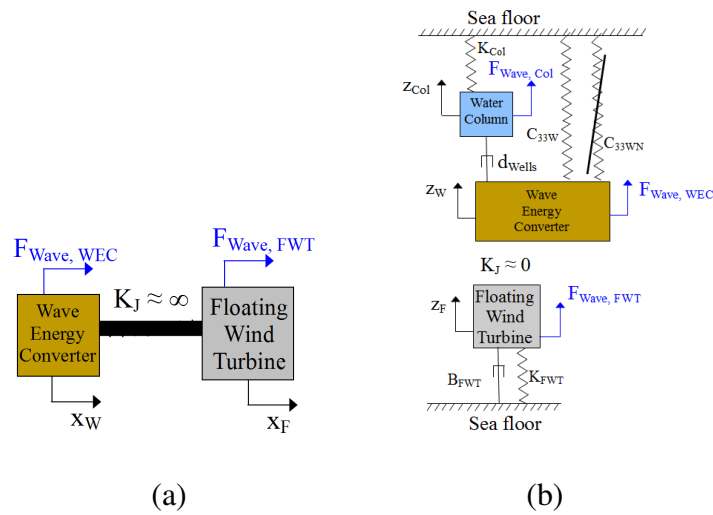 F_Wave, WEC
K_J ≈ ∞
F_Wave, FWT
Wave
Energy
Converter
Floating
Wind
Turbine
x_W
x_F
(a)
Sea floor
K_Col
F_Wave, Col
z_Col
Water
Column
C_33W
C_33WN
d_Wells
z_W
Wave
Energy
Converter
F_Wave, WEC
K_J ≈ 0
z_F
Floating
Wind
Turbine
F_Wave, FWT
B_FWT
K_FWT
Sea floor
(b)